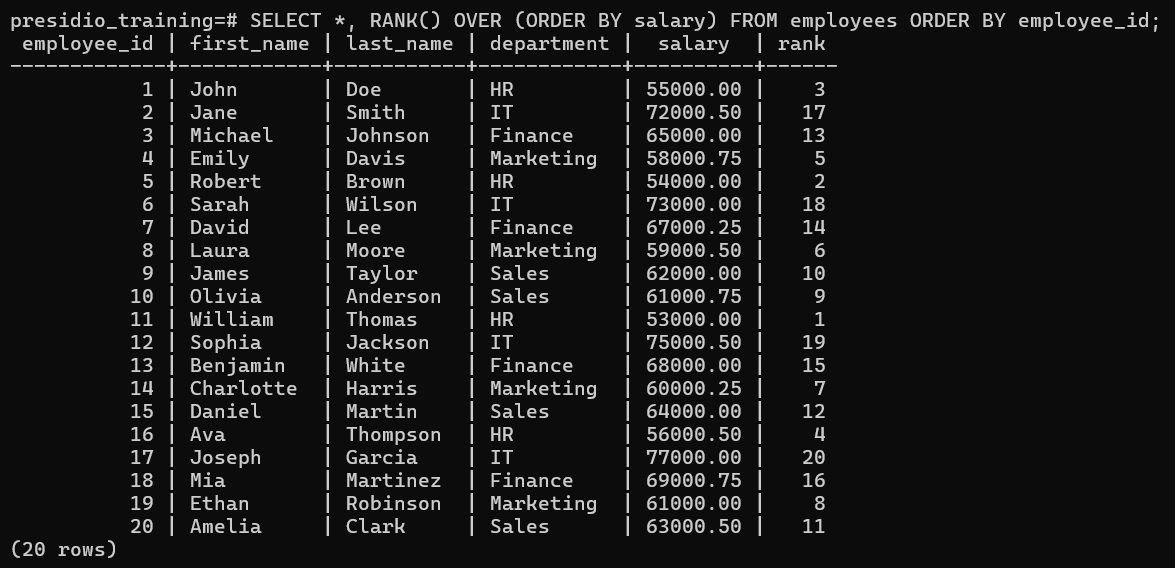 presidio_training=# SELECT *, RANK() OVER (ORDER BY salary) FROM employees ORDER BY employee_id;
 employee_id | first_name | last_name | department |  salary  | rank
-------------+------------+-----------+------------+----------+------
           1 | John       | Doe       | HR         | 55000.00 |    3
           2 | Jane       | Smith     | IT         | 72000.50 |   17
           3 | Michael    | Johnson   | Finance    | 65000.00 |   13
           4 | Emily      | Davis     | Marketing  | 58000.75 |    5
           5 | Robert     | Brown     | HR         | 54000.00 |    2
           6 | Sarah      | Wilson    | IT         | 73000.00 |   18
           7 | David      | Lee       | Finance    | 67000.25 |   14
           8 | Laura      | Moore     | Marketing  | 59000.50 |    6
           9 | James      | Taylor    | Sales      | 62000.00 |   10
          10 | Olivia     | Anderson  | Sales      | 61000.75 |    9
          11 | William    | Thomas    | HR         | 53000.00 |    1
          12 | Sophia     | Jackson   | IT         | 75000.50 |   19
          13 | Benjamin   | White     | Finance    | 68000.00 |   15
          14 | Charlotte  | Harris    | Marketing  | 60000.25 |    7
          15 | Daniel     | Martin    | Sales      | 64000.00 |   12
          16 | Ava        | Thompson  | HR         | 56000.50 |    4
          17 | Joseph     | Garcia    | IT         | 77000.00 |   20
          18 | Mia        | Martinez  | Finance    | 69000.75 |   16
          19 | Ethan      | Robinson  | Marketing  | 61000.00 |    8
          20 | Amelia     | Clark     | Sales      | 63000.50 |   11
(20 rows)